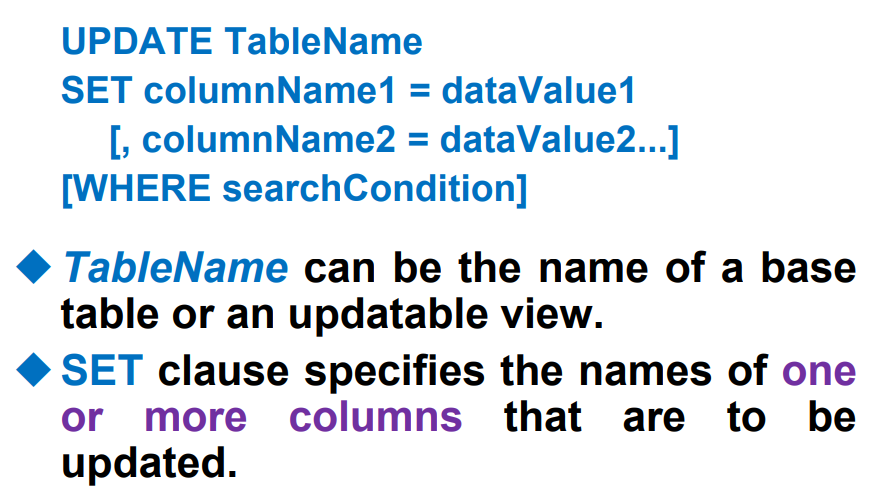 UPDATE TableName
SET columnName1 = dataValue1
[, columnName2 = dataValue2...]
[WHERE searchCondition]
◆ TableName can be the name of a base
table or an updatable view.
◆ SET clause specifies the names of one
or more columns that are to be
updated.